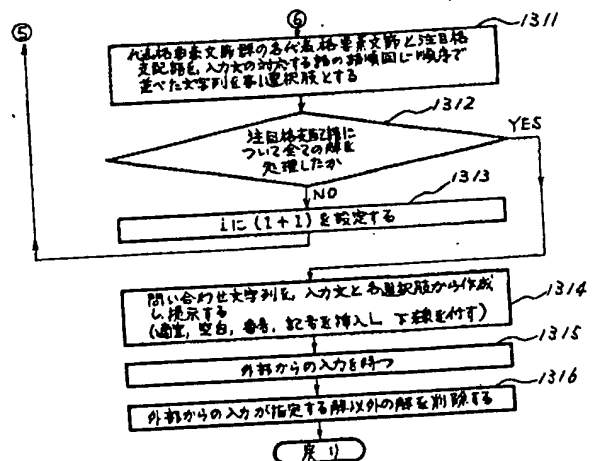 ⑤
⑥
1311
代表格要素文節群の各代表格要素文節と注目格
支配語を、入力文の対応する語の語順同じ順序で
並べた文字列を第i選択肢とする
1312
注目格支配語に
ついて全ての解を
処理したか
YES
NO
1313
iに(I+1)を設定する
1314
問い合わせ文字列を、入力文と各選択肢から作成
し提示する
(適宜,空白,番号,記号を挿入し、下線を付す)
1315
外部からの入力を待つ
1316
外部からの入力が指定する解以外の解を削除する
戻り